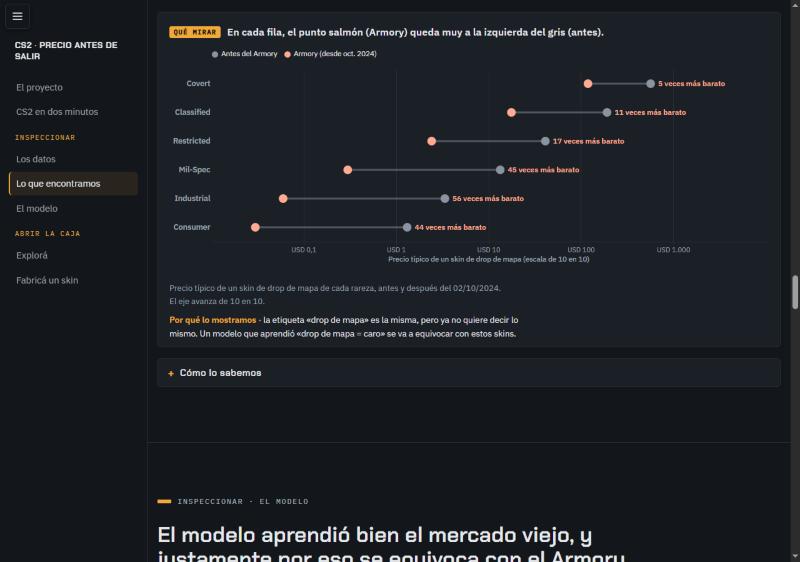 CS2 · PRECIO ANTES DE
SALIR
El proyecto
CS2 en dos minutos
INSPECCIONAR
Los datos
Lo que encontramos
El modelo
ABRIR LA CAJA
Explorá
Fabricá un skin
QUÉ MIRAR En cada fila, el punto salmón (Armory) queda muy a la izquierda del gris (antes).
Antes del Armory Armory (desde oct. 2024)
Covert 5 veces más barato
Classified 11 veces más barato
Restricted 17 veces más barato
Mil-Spec 45 veces más barato
Industrial 56 veces más barato
Consumer 44 veces más barato
USD 0,1 USD 1 USD 10 USD 100 USD 1.000
Precio típico de un skin de drop de mapa (escala de 10 en 10)
Precio típico de un skin de drop de mapa de cada rareza, antes y después del 02/10/2024.
El eje avanza de 10 en 10.
Por qué lo mostramos · la etiqueta «drop de mapa» es la misma, pero ya no quiere decir lo
mismo. Un modelo que aprendió «drop de mapa = caro» se va a equivocar con estos skins.
+ Cómo lo sabemos
INSPECCIONAR · EL MODELO
El modelo aprendió bien el mercado viejo, y
justamente por eso se equivoca con el Armory